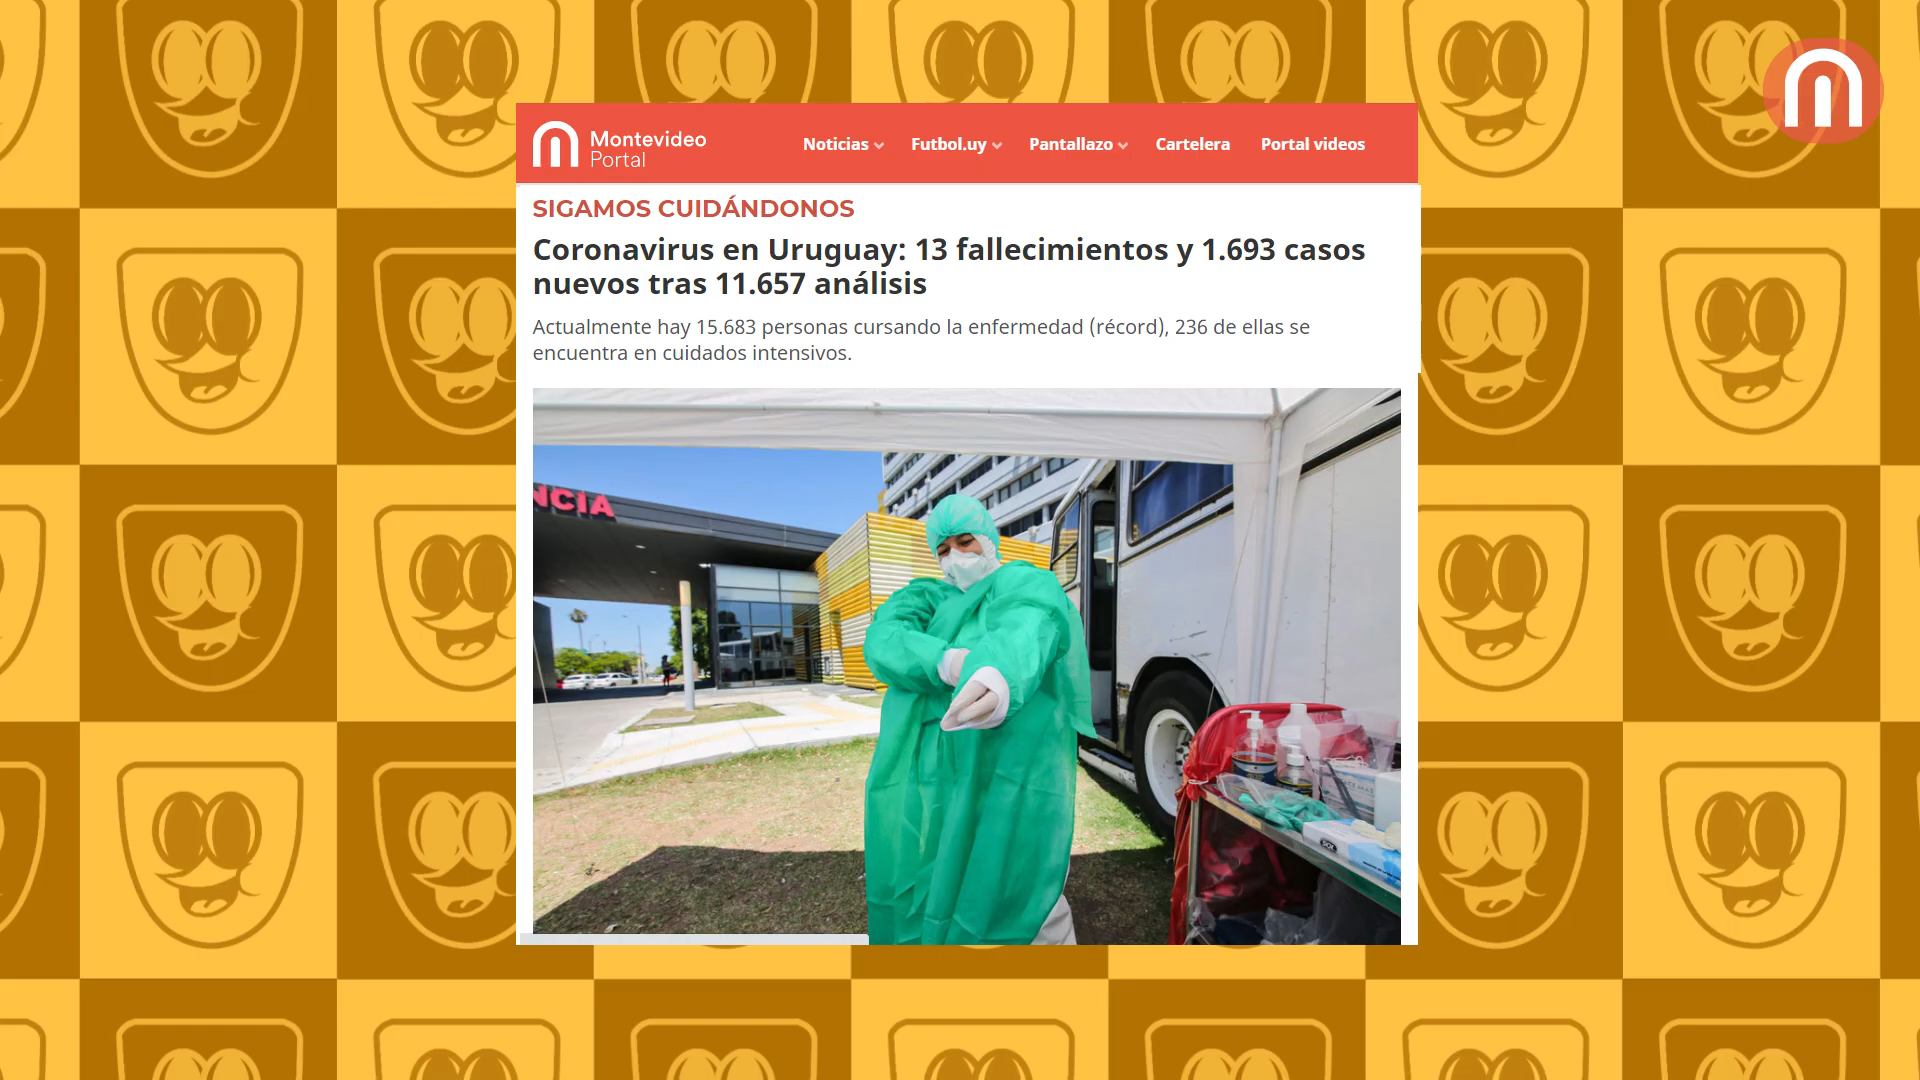 Montevideo
Portal
Noticias
Futbol.uy
Pantallazo
Cartelera
Portal videos
SIGAMOS CUIDÁNDONOS
Coronavirus en Uruguay: 13 fallecimientos y 1.693 casos
nuevos tras 11.657 análisis
Actualmente hay 15.683 personas cursando la enfermedad (récord), 236 de ellas se
encuentra en cuidados intensivos.
NCIA